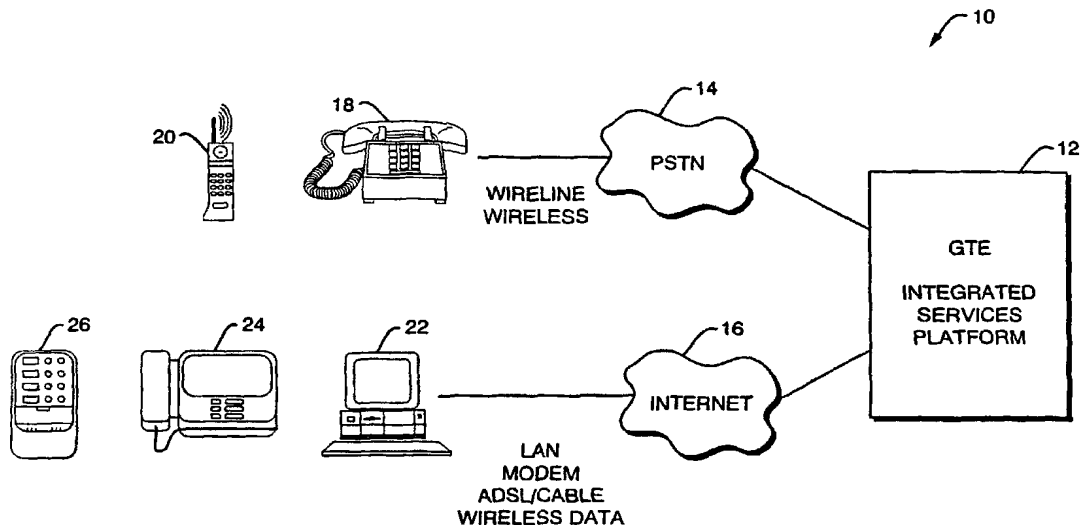 10
20
18
14
PSTN
WIRELINE
WIRELESS
12
GTE
INTEGRATED
SERVICES
PLATFORM
26
24
22
16
INTERNET
LAN
MODEM
ADSL/CABLE
WIRELESS DATA